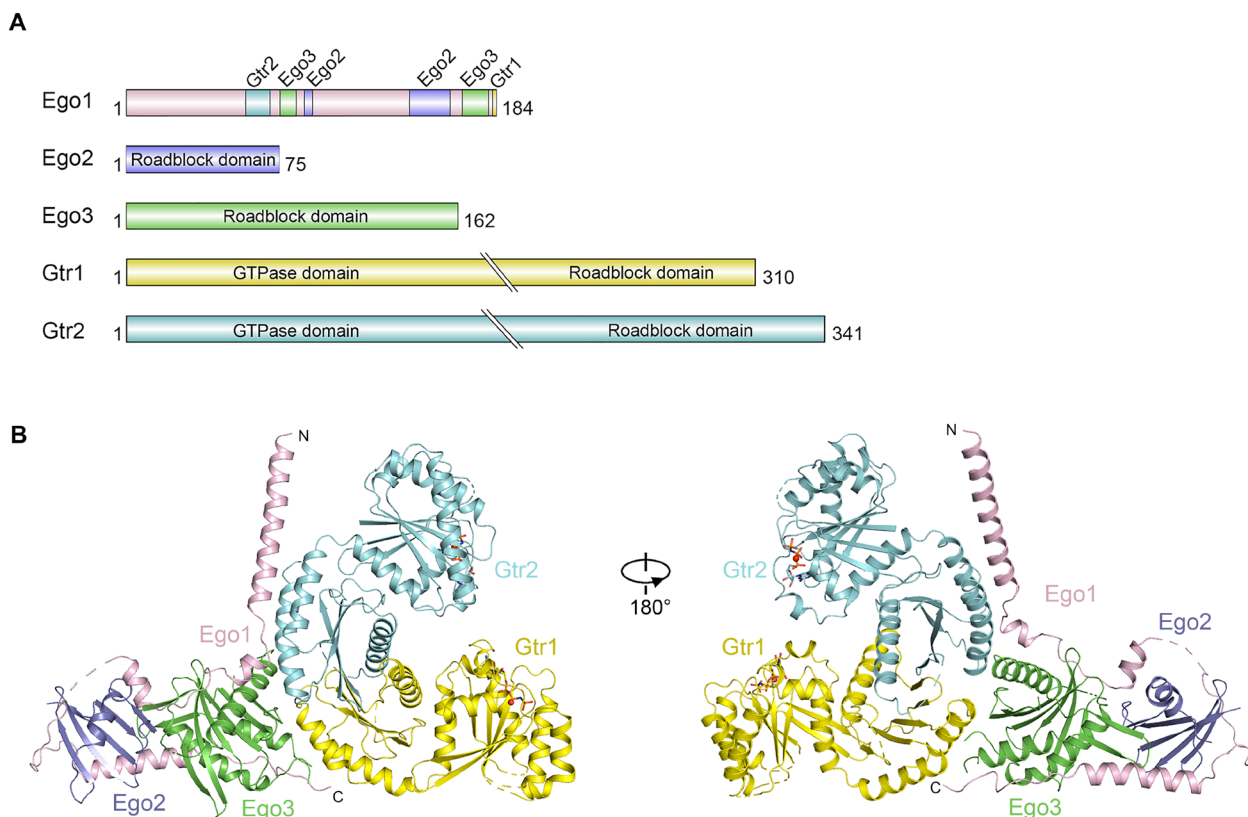 A
Gtr2 Ego3 Ego2 Ego2 Ego3 Gtr1
Ego1 1 184
Ego2 1 Roadblock domain 75
Ego3 1 Roadblock domain 162
Gtr1 1 GTPase domain Roadblock domain 310
Gtr2 1 GTPase domain Roadblock domain 341
B
N N
Gtr2 180° Gtr2
Ego1 Gtr1 Gtr1 Ego1 Ego2
C C
Ego2 Ego3 Ego3